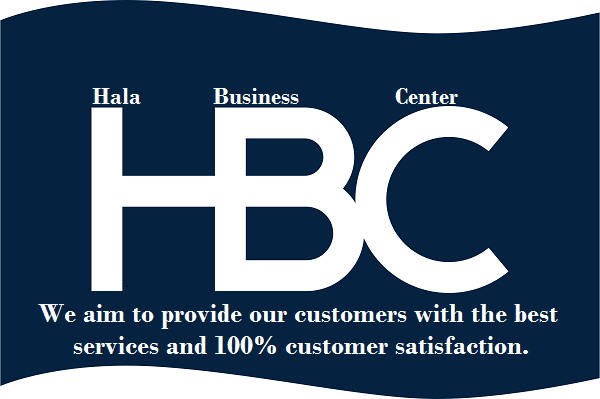 Hala Business Center
HBC
We aim to provide our customers with the best
services and 100% customer satisfaction.